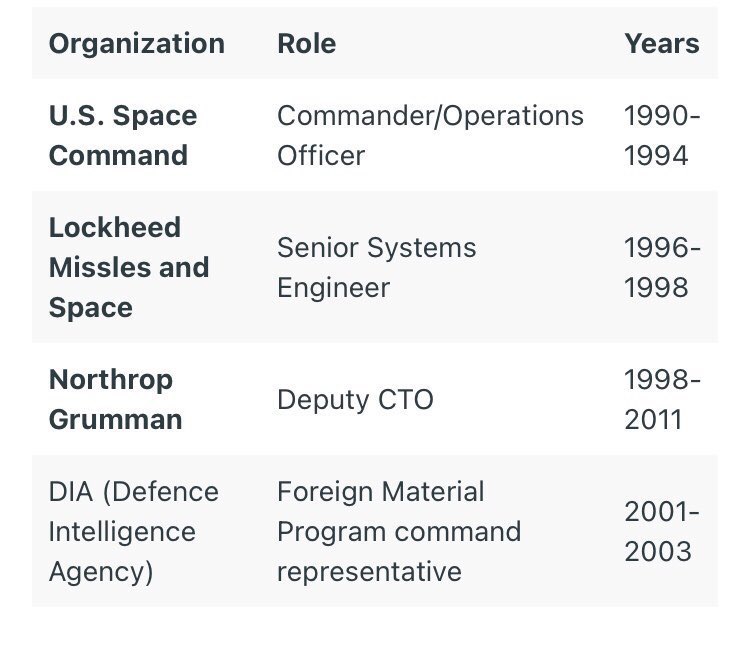 Organization Role Years
U.S. Space Command Commander/Operations Officer 1990-1994
Lockheed Missles and Space Senior Systems Engineer 1996-1998
Northrop Grumman Deputy CTO 1998-2011
DIA (Defence Intelligence Agency) Foreign Material Program command representative 2001-2003